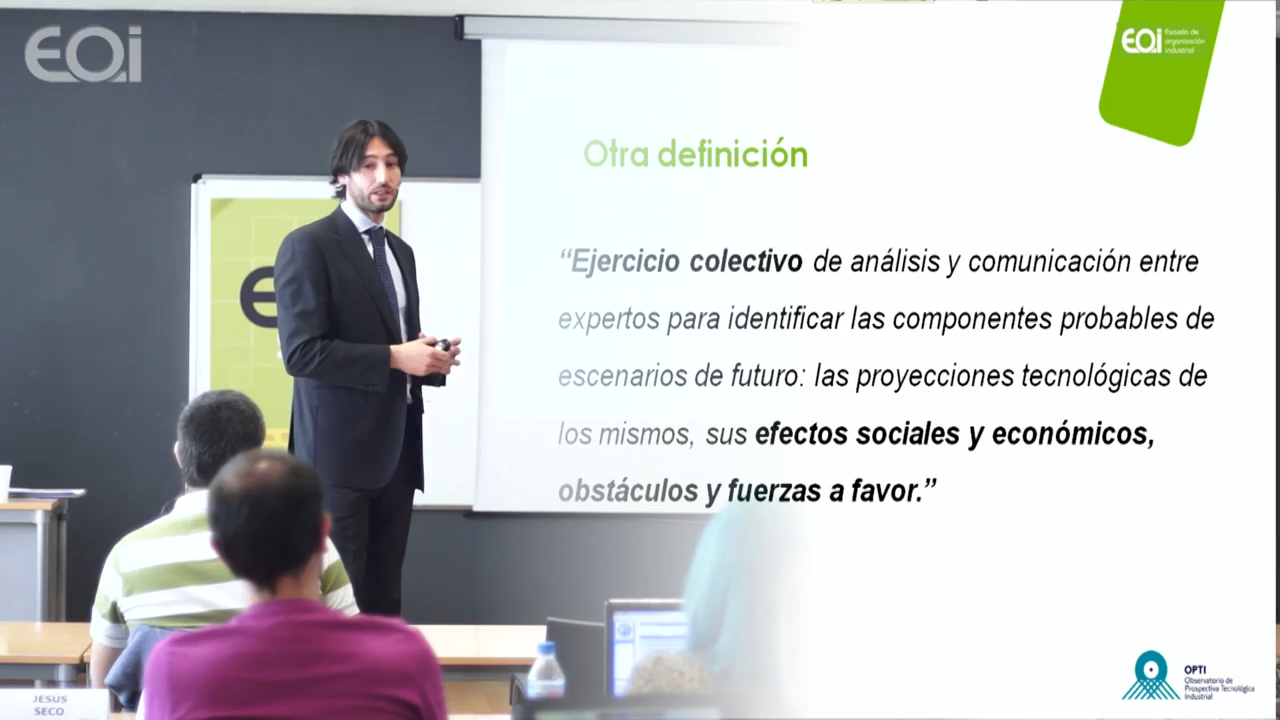 EOi
EOi
Escuela de
organización
industrial
Otra definición
“Ejercicio colectivo de análisis y comunicación entre
expertos para identificar las componentes probables de
escenarios de futuro: las proyecciones tecnológicas de
los mismos, sus efectos sociales y económicos,
obstáculos y fuerzas a favor.”
JESÚS
SECO
OPTI
Observatorio de
Prospectiva Tecnológica
Industrial